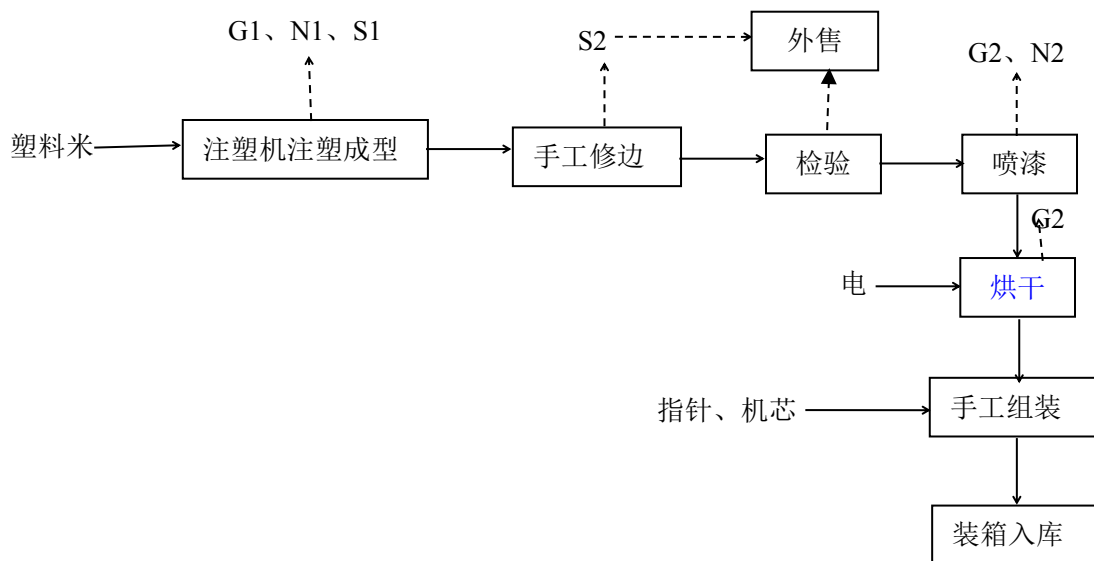 G1、N1、S1
S2
外售
G2、N2
塑料米
注塑机注塑成型
手工修边
检验
喷漆
G2
电
烘干
指针、机芯
手工组装
装箱入库